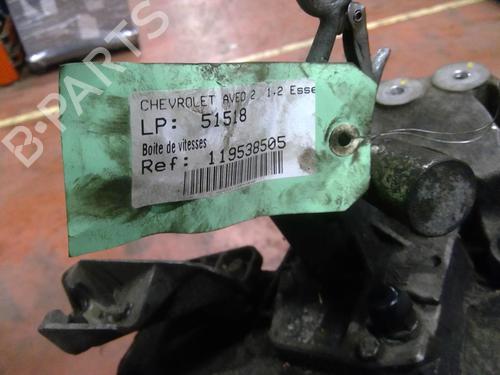 CHEVROLET AVEO 2 1.2 Esse
LP: 51518
Boite de vitesses
Ref: 119538505
B-PARTS